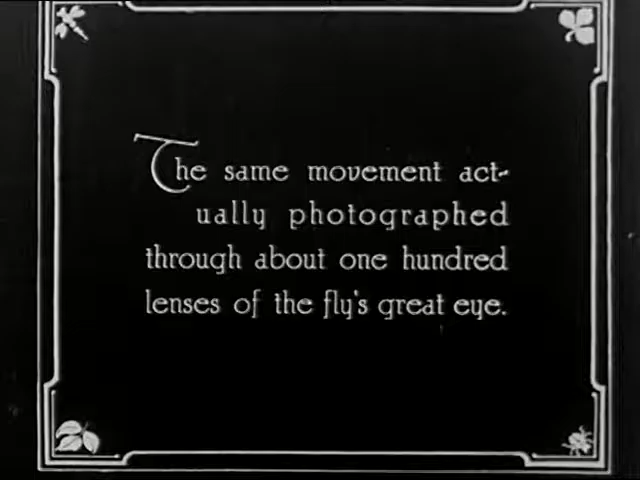 The same movement act-
ually photographed
through about one hundred
lenses of the fly's great eye.